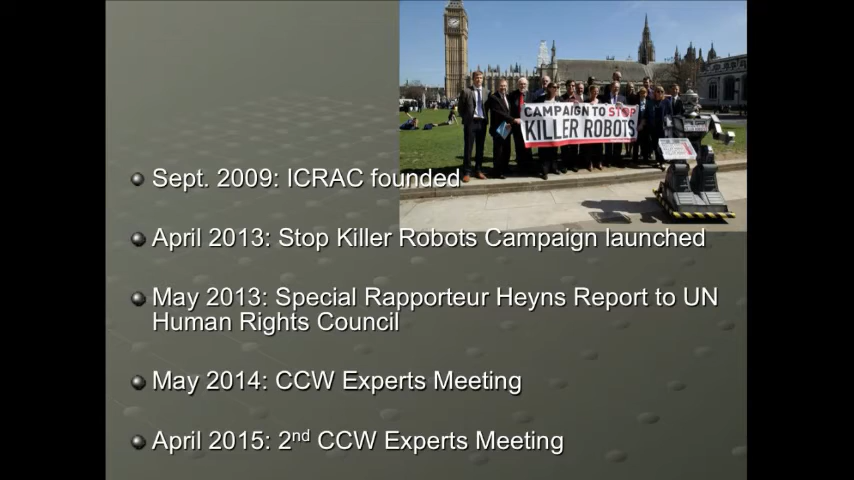 CAMPAIGN TO STOP
KILLER ROBOTS
Sept. 2009: ICRAC founded
April 2013: Stop Killer Robots Campaign launched
May 2013: Special Rapporteur Heyns Report to UN
Human Rights Council
May 2014: CCW Experts Meeting
April 2015: 2nd CCW Experts Meeting